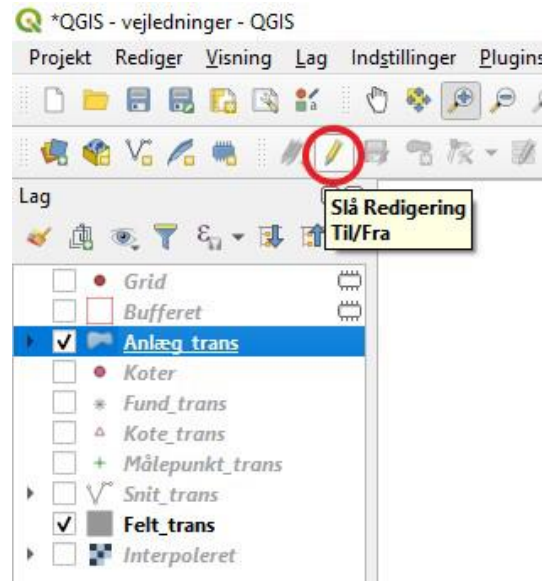 *QGIS - vejledninger - QGIS
Projekt Rediger Visning Lag Indstillinger Plugins
Lag
Slå Redigering
Til/Fra
Grid
Bufferet
Anlæg_trans
Koter
Fund_trans
Kote_trans
Målepunkt_trans
Snit_trans
Felt_trans
Interpoleret